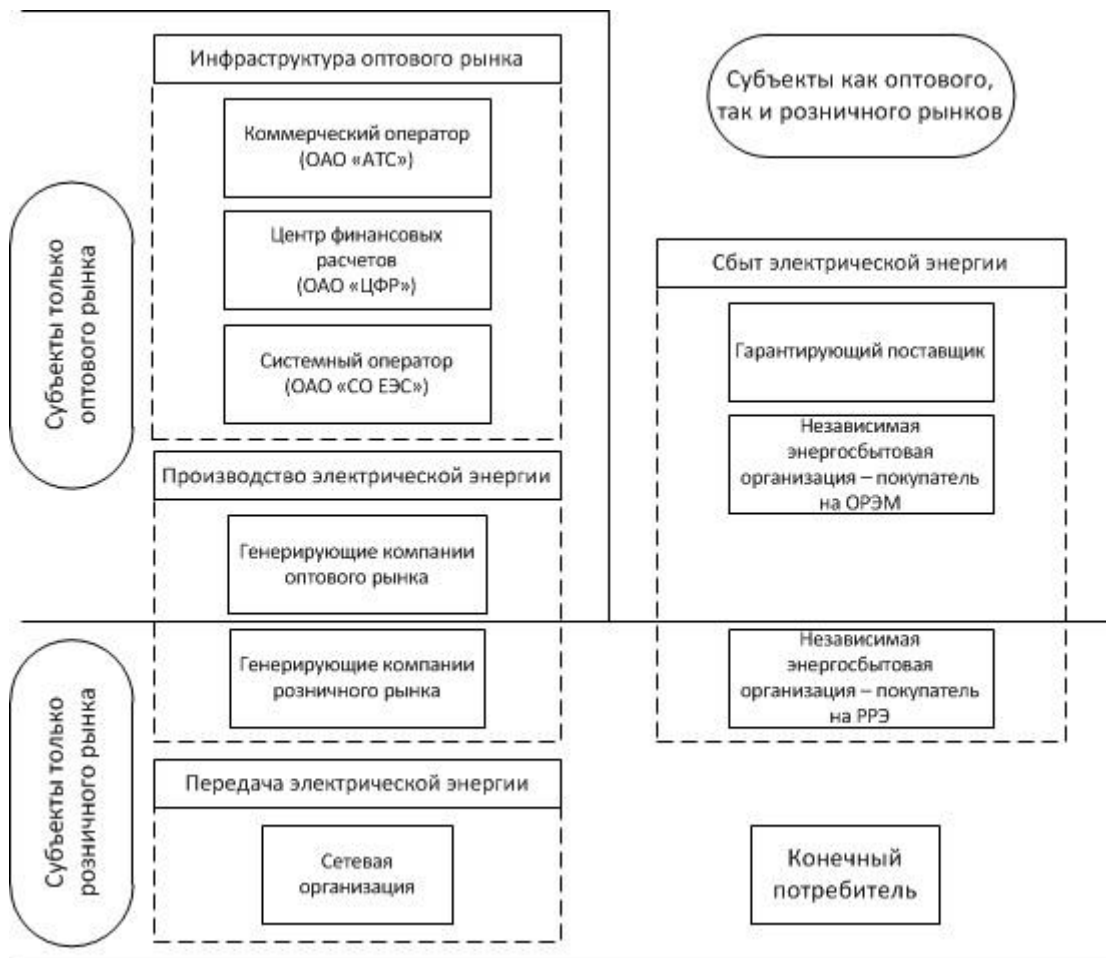 Инфраструктура оптового рынка
Коммерческий оператор
(ОАО «АТС»)
Центр финансовых
расчетов
(ОАО «ЦФР»)
Системный оператор
(ОАО «СО ЕЭС»)
Субъекты только
оптового рынка
Производство электрической энергии
Генерирующие компании
оптового рынка
Субъекты как оптового,
так и розничного рынков
Сбыт электрической энергии
Гарантирующий поставщик
Независимая
энергосбытовая
организация – покупатель
на ОРЭМ
Субъекты только
розничного рынка
Генерирующие компании
розничного рынка
Независимая
энергосбытовая
организация – покупатель
на РРЭ
Передача электрической энергии
Сетевая
организация
Конечный
потребитель